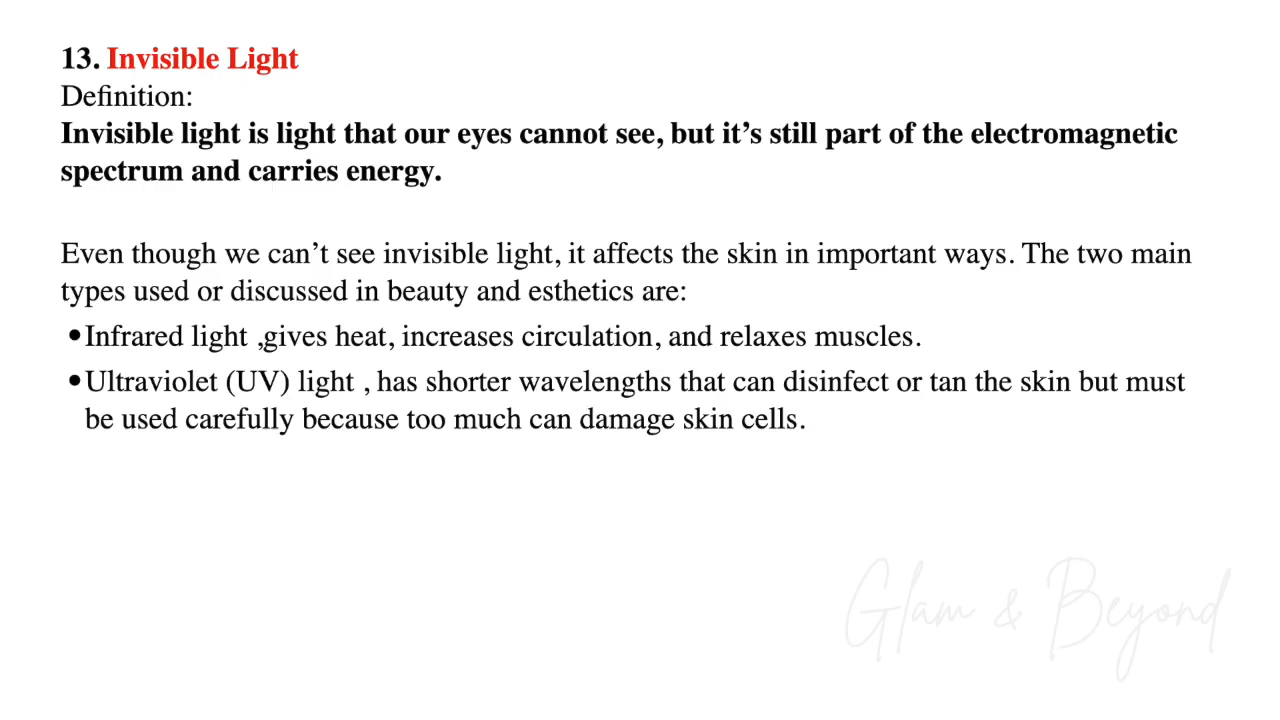 13. Invisible Light
Definition:
Invisible light is light that our eyes cannot see, but it’s still part of the electromagnetic
spectrum and carries energy.
Even though we can’t see invisible light, it affects the skin in important ways. The two main
types used or discussed in beauty and esthetics are:
•Infrared light ,gives heat, increases circulation, and relaxes muscles.
•Ultraviolet (UV) light , has shorter wavelengths that can disinfect or tan the skin but must
be used carefully because too much can damage skin cells.
Glam & Beyond